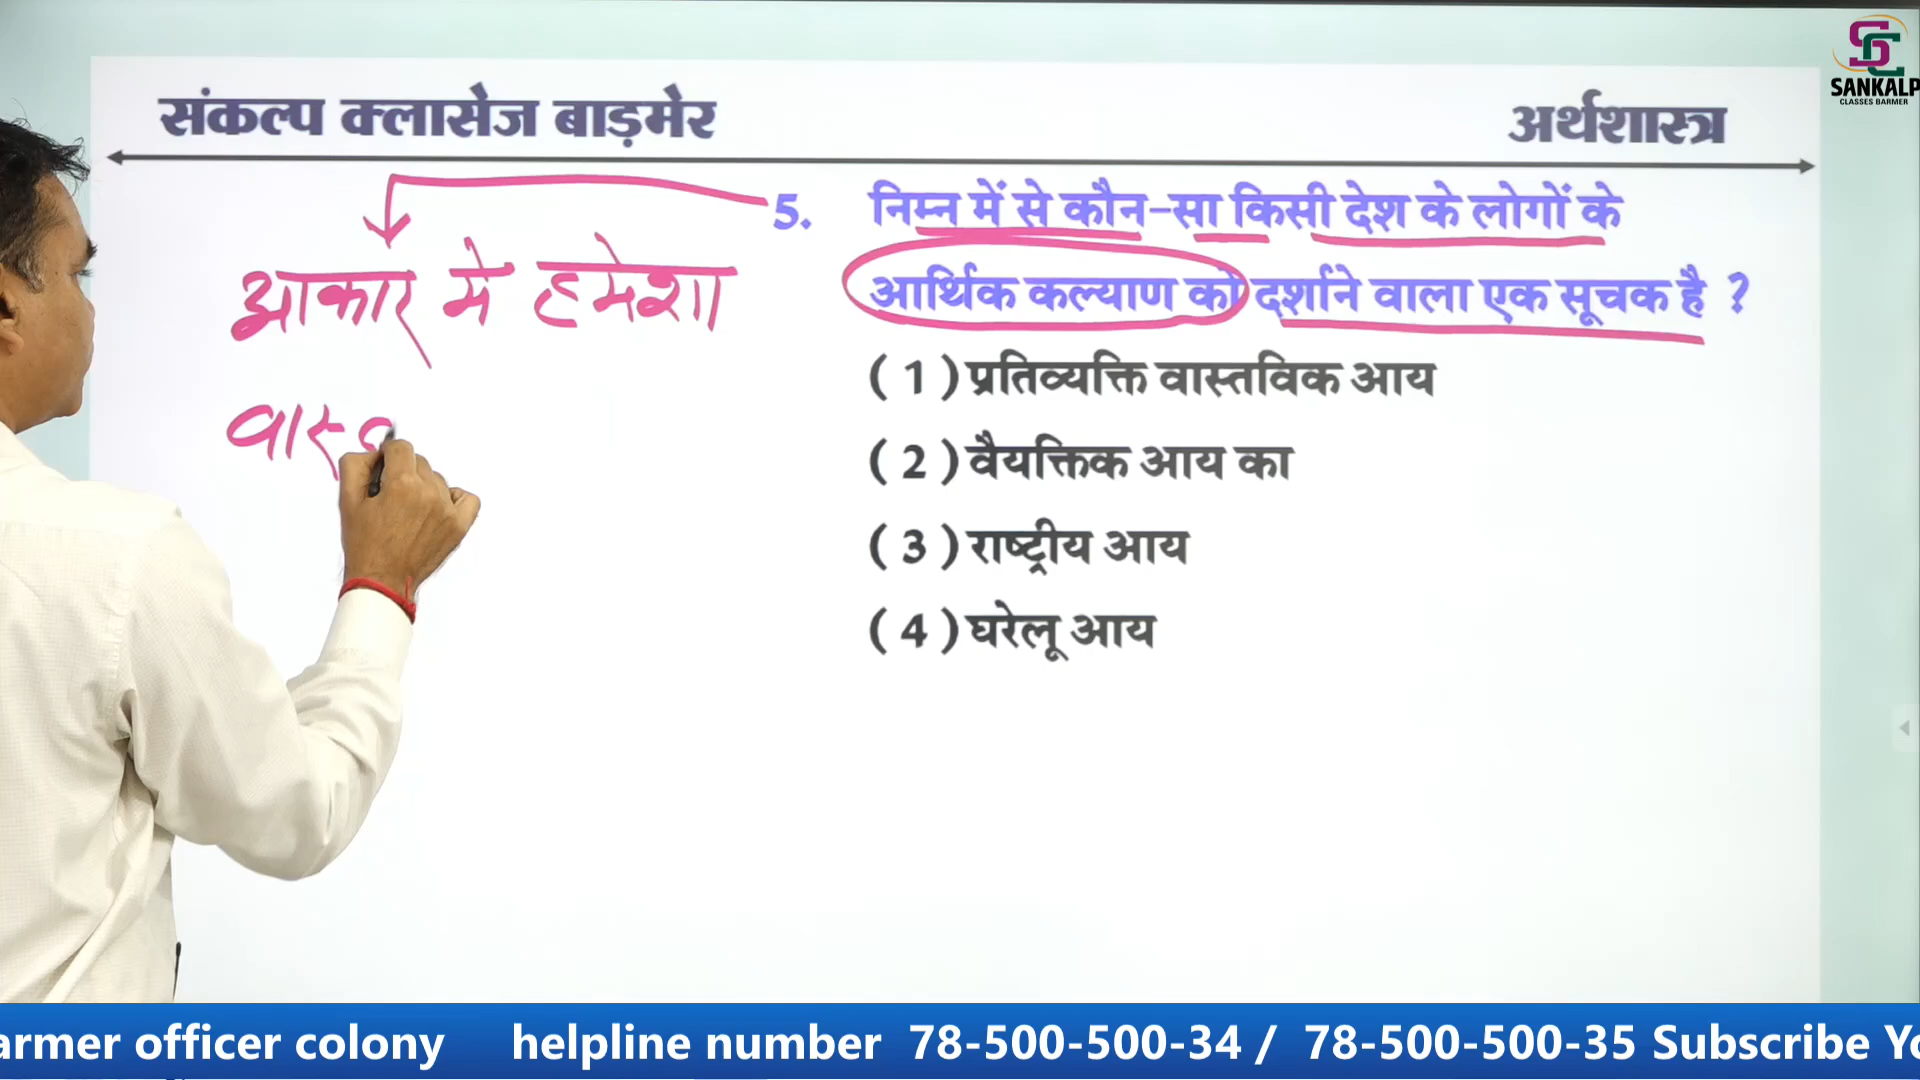 SANKALP
CLASSES BARMER
संकल्प क्लासेज बाड़मेर
अर्थशास्त्र
5. निम्न में से कौन-सा किसी देश के लोगों के
आर्थिक कल्याण को दर्शाने वाला एक सूचक है ?
(1) प्रतिव्यक्ति वास्तविक आय
(2) वैयक्तिक आय का
(3) राष्ट्रीय आय
(4) घरेलू आय
आकार मे हमेशा
armer officer colony helpline number 78-500-500-34 / 78-500-500-35 Subscribe Yo